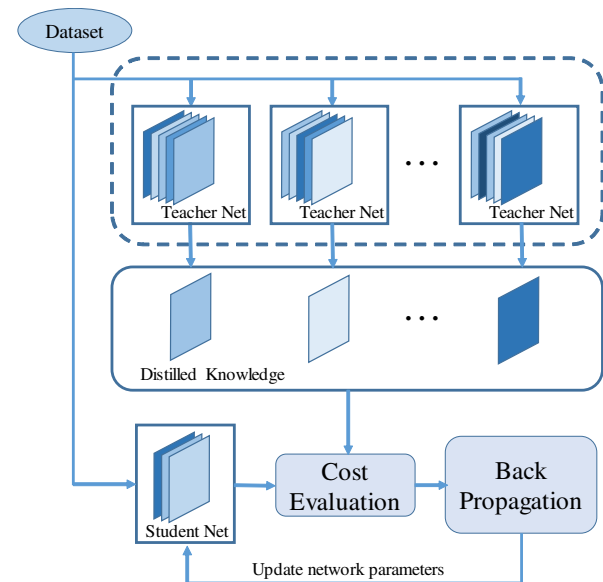 Dataset
Teacher Net
Teacher Net
...
Teacher Net
...
Distilled Knowledge
Student Net
Cost
Evaluation
Back
Propagation
Update network parameters